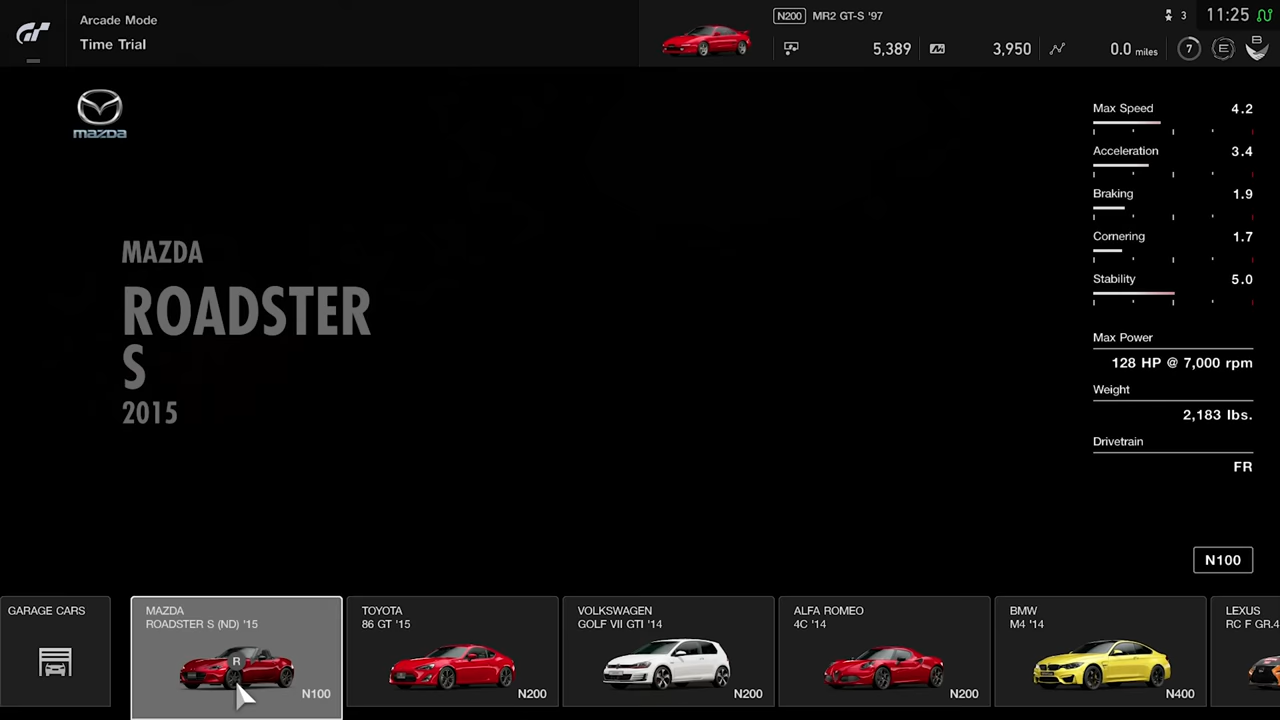 Arcade Mode
Time Trial
N200 MR2 GT-S '97
5,389
3,950
0.0 miles
3
11:25
7
E
B
mazda
MAZDA
ROADSTER
S
2015
Max Speed 4.2
Acceleration 3.4
Braking 1.9
Cornering 1.7
Stability 5.0
Max Power
128 HP @ 7,000 rpm
Weight
2,183 lbs.
Drivetrain
FR
N100
GARAGE CARS
MAZDA
ROADSTER S (ND) '15
R
N100
TOYOTA
86 GT '15
N200
VOLKSWAGEN
GOLF VII GTI '14
N200
ALFA ROMEO
4C '14
N200
BMW
M4 '14
N400
LEXUS
RC F GR.4